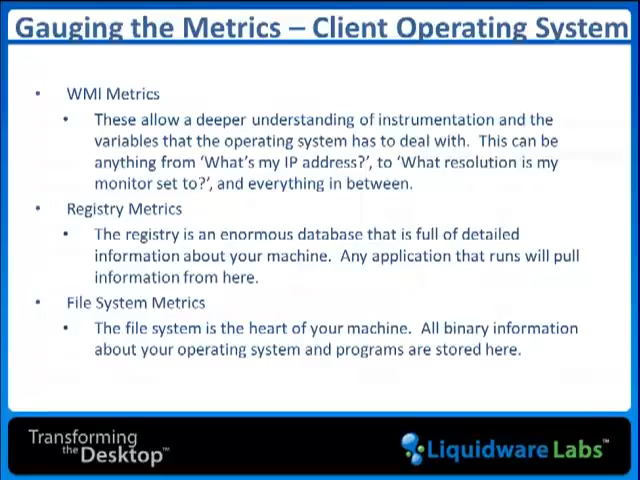 Gauging the Metrics – Client Operating System
• WMI Metrics
• These allow a deeper understanding of instrumentation and the
variables that the operating system has to deal with. This can be
anything from ‘What’s my IP address?’, to ‘What resolution is my
monitor set to?’, and everything in between.
• Registry Metrics
• The registry is an enormous database that is full of detailed
information about your machine. Any application that runs will pull
information from here.
• File System Metrics
• The file system is the heart of your machine. All binary information
about your operating system and programs are stored here.
Transforming
the Desktop™
Liquidware Labs™